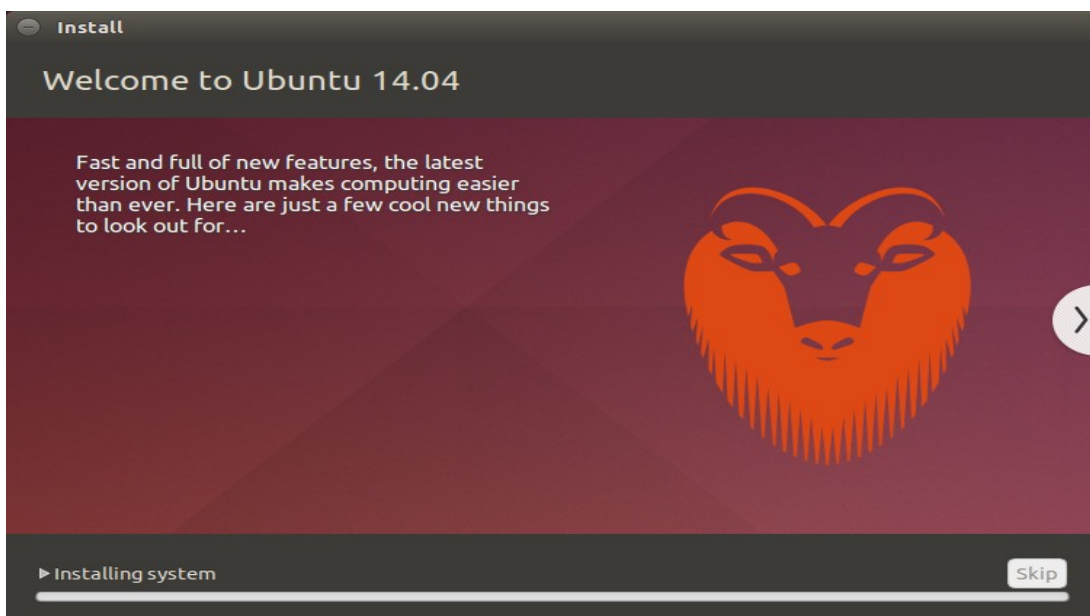 Install
Welcome to Ubuntu 14.04
Fast and full of new features, the latest
version of Ubuntu makes computing easier
than ever. Here are just a few cool new things
to look out for...
Installing system
Skip